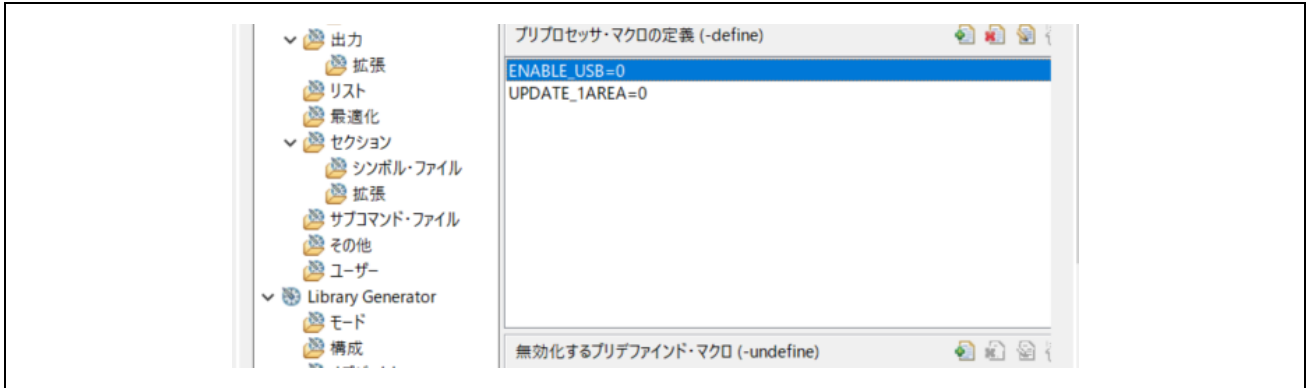 出力
拡張
リスト
最適化
セクション
シンボル・ファイル
拡張
サブコマンド・ファイル
その他
ユーザー
Library Generator
モード
構成
プリプロセッサ・マクロの定義 (-define)
ENABLE_USB=0
UPDATE_1AREA=0
無効化するプリデファインド・マクロ (-undefine)